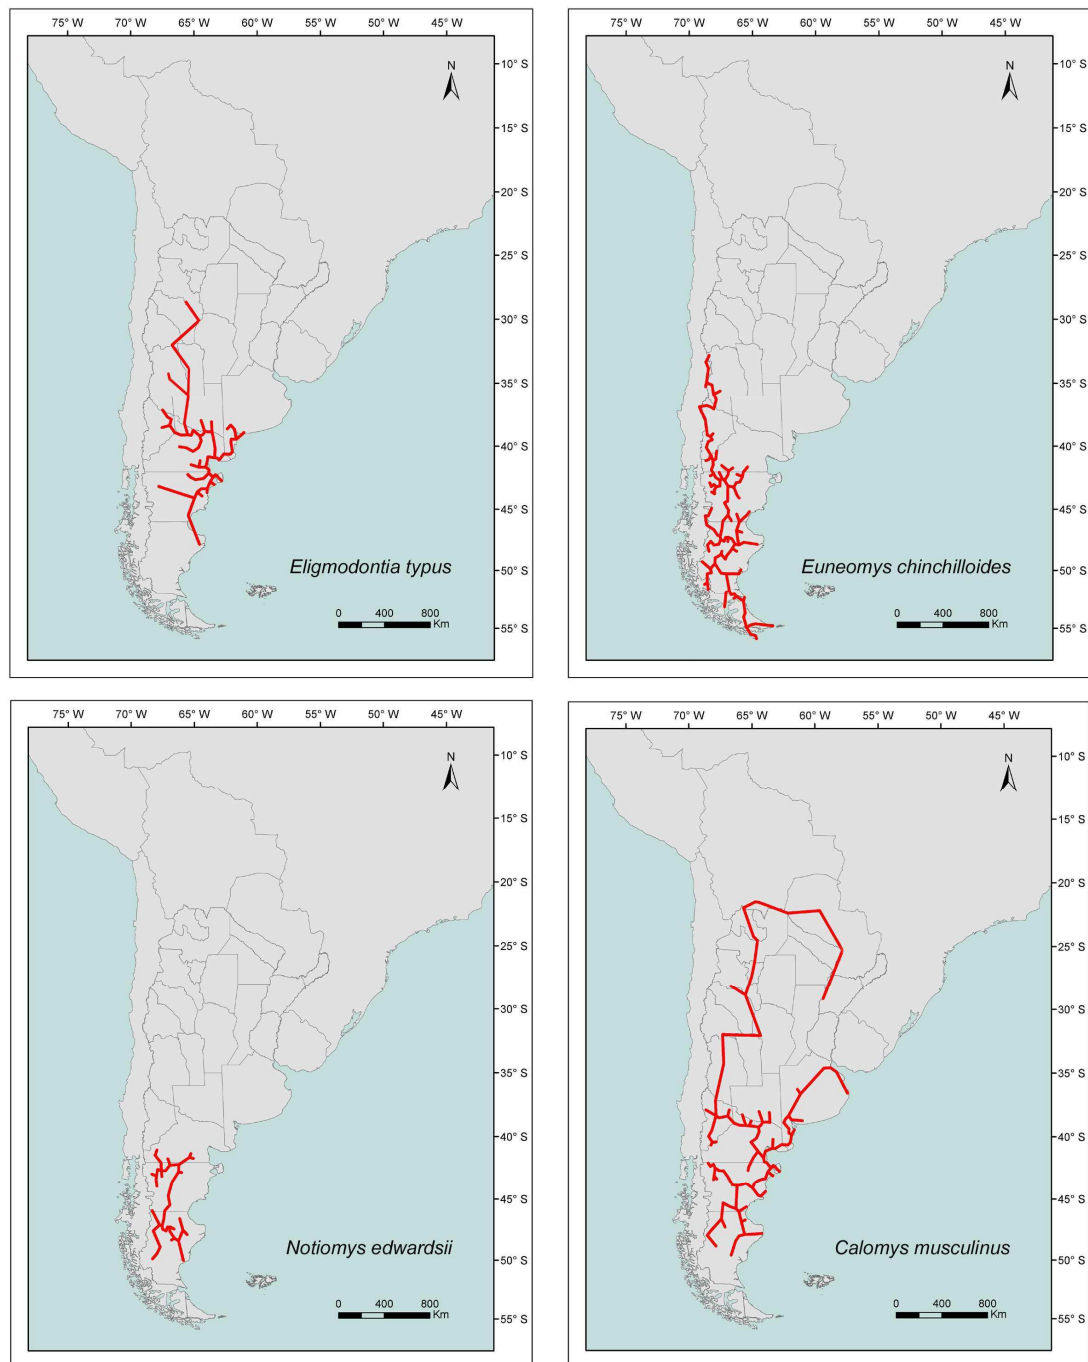 75° W 70° W 65° W 60° W 55° W 50° W 45° W
N
10° S
15° S
20° S
25° S
30° S
35° S
40° S
45° S
50° S
55° S
Eligmodontia typus
0 400 800
Km
75° W 70° W 65° W 60° W 55° W 50° W 45° W
N
10° S
15° S
20° S
25° S
30° S
35° S
40° S
45° S
50° S
55° S
Euneomys chinchilloides
0 400 800
Km
75° W 70° W 65° W 60° W 55° W 50° W 45° W
N
10° S
15° S
20° S
25° S
30° S
35° S
40° S
45° S
50° S
55° S
Notiomys edwardsii
0 400 800
Km
75° W 70° W 65° W 60° W 55° W 50° W 45° W
N
10° S
15° S
20° S
25° S
30° S
35° S
40° S
45° S
50° S
55° S
Calomys musculinus
0 400 800
Km